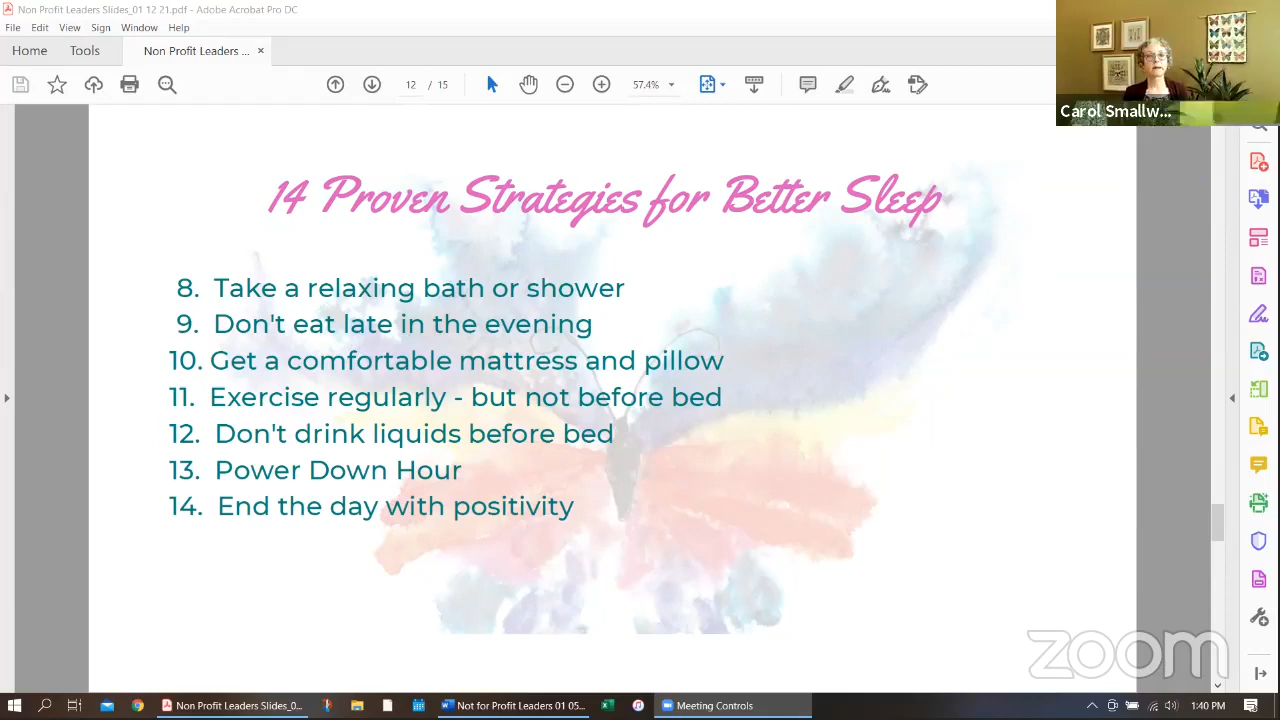 Non Profit Leaders Slides_01 12 21.pdf - Adobe Acrobat Pro DC
File Edit View Sign Window Help
Home Tools Non Profit Leaders ... ×
12 / 15 57.4%
Carol Smallw...
14 Proven Strategies for Better Sleep
8. Take a relaxing bath or shower
9. Don't eat late in the evening
10. Get a comfortable mattress and pillow
11. Exercise regularly - but not before bed
12. Don't drink liquids before bed
13. Power Down Hour
14. End the day with positivity
zoom
Non Profit Leaders Slides_0... Not for Profit Leaders 01 05... Meeting Controls 1:40 PM